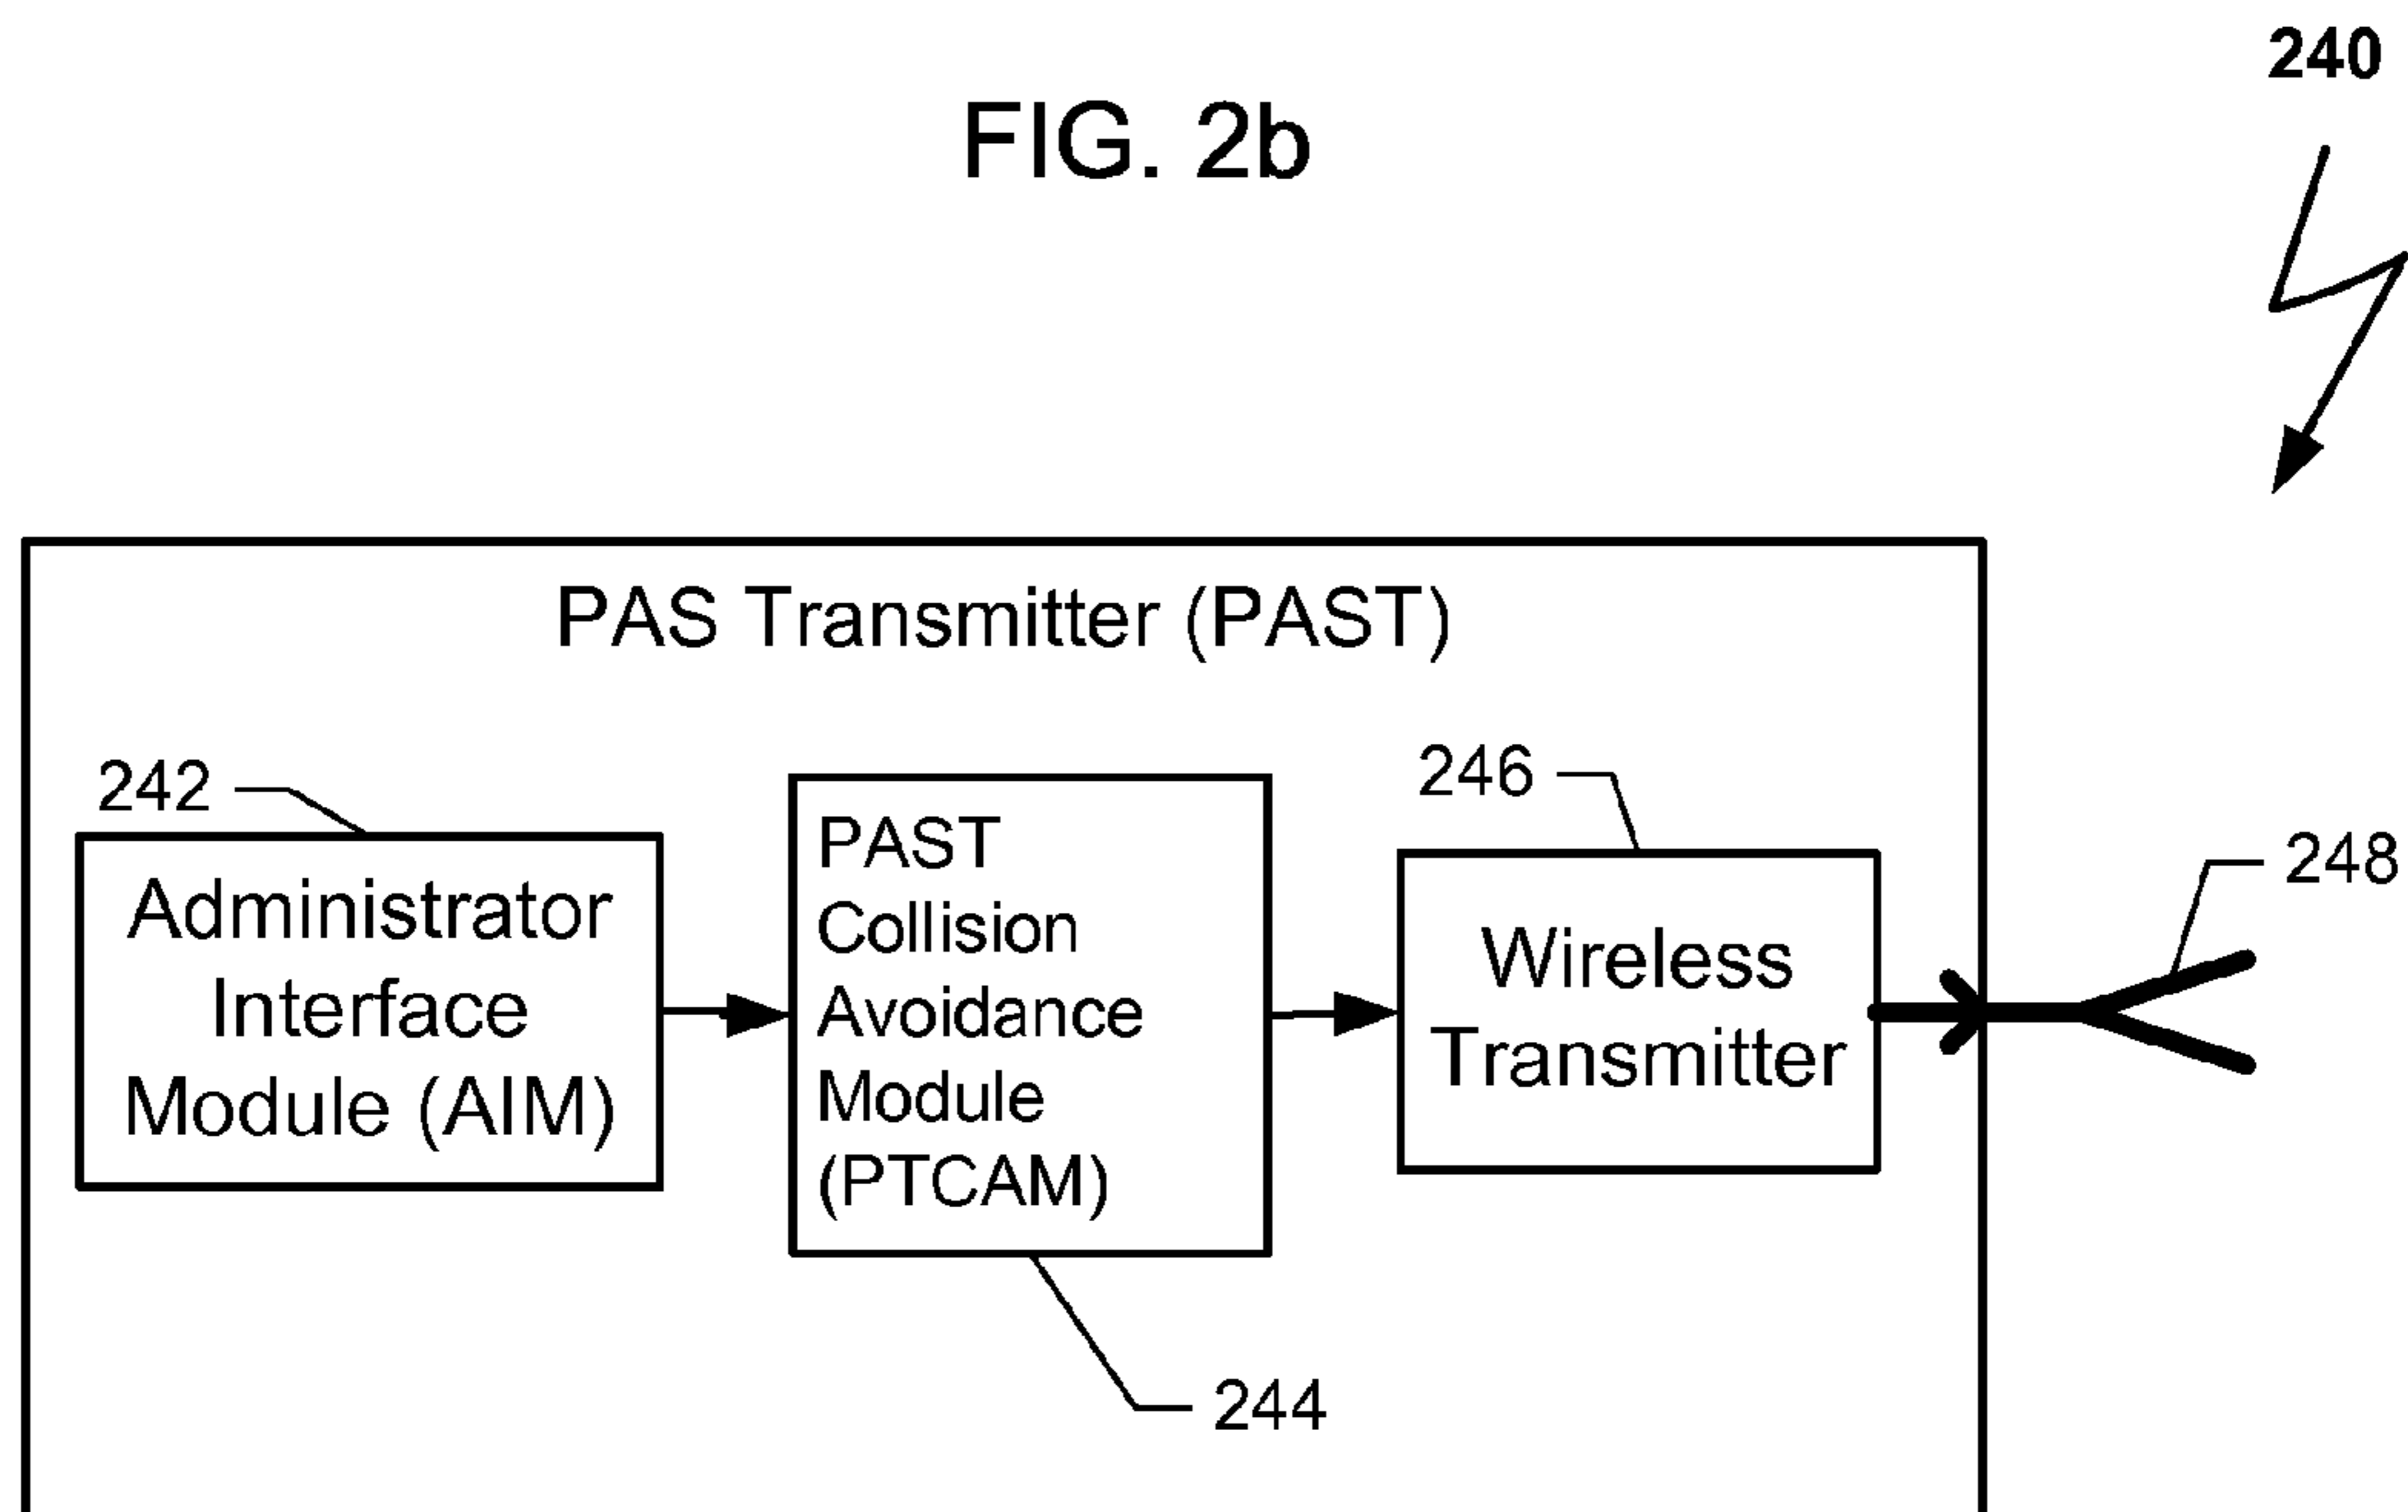 240
FIG. 2b
PAS Transmitter (PAST)
242
Administrator
Interface
Module (AIM)
PAST
Collision
Avoidance
Module
(PTCAM)
244
246
Wireless
Transmitter
248